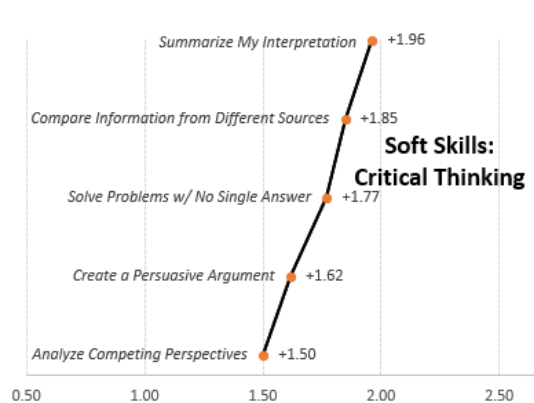 Summarize My Interpretation +1.96
Compare Information from Different Sources +1.85
Soft Skills:
Critical Thinking
Solve Problems w/ No Single Answer +1.77
Create a Persuasive Argument +1.62
Analyze Competing Perspectives +1.50
0.50 1.00 1.50 2.00 2.50